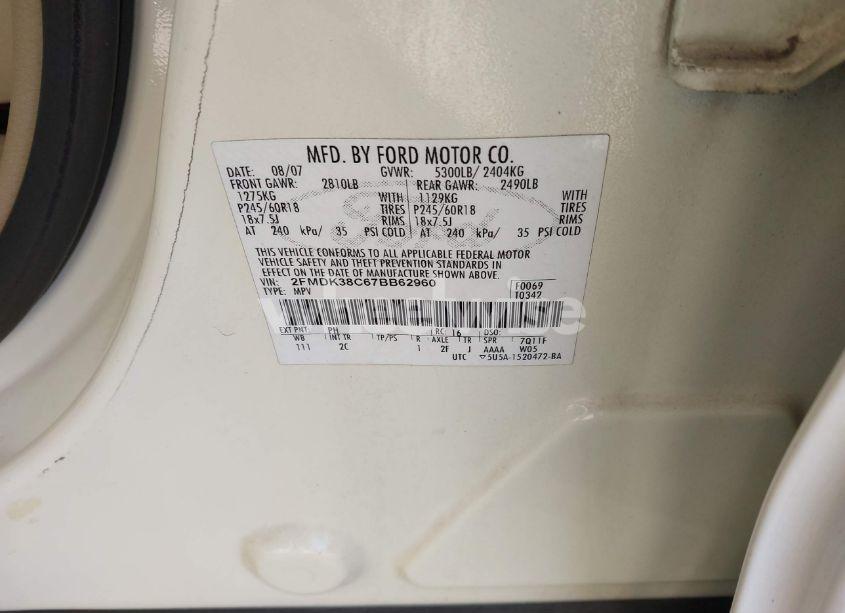 MFD. BY FORD MOTOR CO.
DATE: 08/07 GVWR: 5300LB/ 2404KG
FRONT GAWR: 2810LB REAR GAWR: 2490LB
1275KG WITH 1129KG WITH
P245/60R18 TIRES P245/60R18 TIRES
18x7.5J RIMS 18x7.5J RIMS
AT 240 kPa/ 35 PSI COLD AT 240 kPa/ 35 PSI COLD
THIS VEHICLE CONFORMS TO ALL APPLICABLE FEDERAL MOTOR
VEHICLE SAFETY AND THEFT PREVENTION STANDARDS IN
EFFECT ON THE DATE OF MANUFACTURE SHOWN ABOVE.
VIN: 2FMDK38C67BB62960 F0069
TYPE: MPV T0342
EXT PNT: PH RC: 16 DSO:
WB INT TR TP/PS R AXLE TR SPR 7Q11F
111 2C 1 2F J AAAA W05
UTC ▽5U5A-1520472-BA